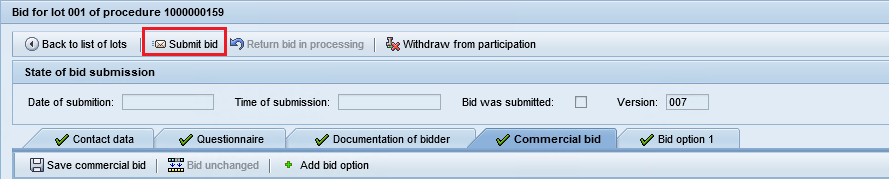 Bid for lot 001 of procedure 1000000159
Back to list of lots Submit bid Return bid in processing Withdraw from participation
State of bid submission
Date of submition: Time of submission: Bid was submitted: Version: 007
Contact data Questionnaire Documentation of bidder Commercial bid Bid option 1
Save commercial bid Bid unchanged Add bid option